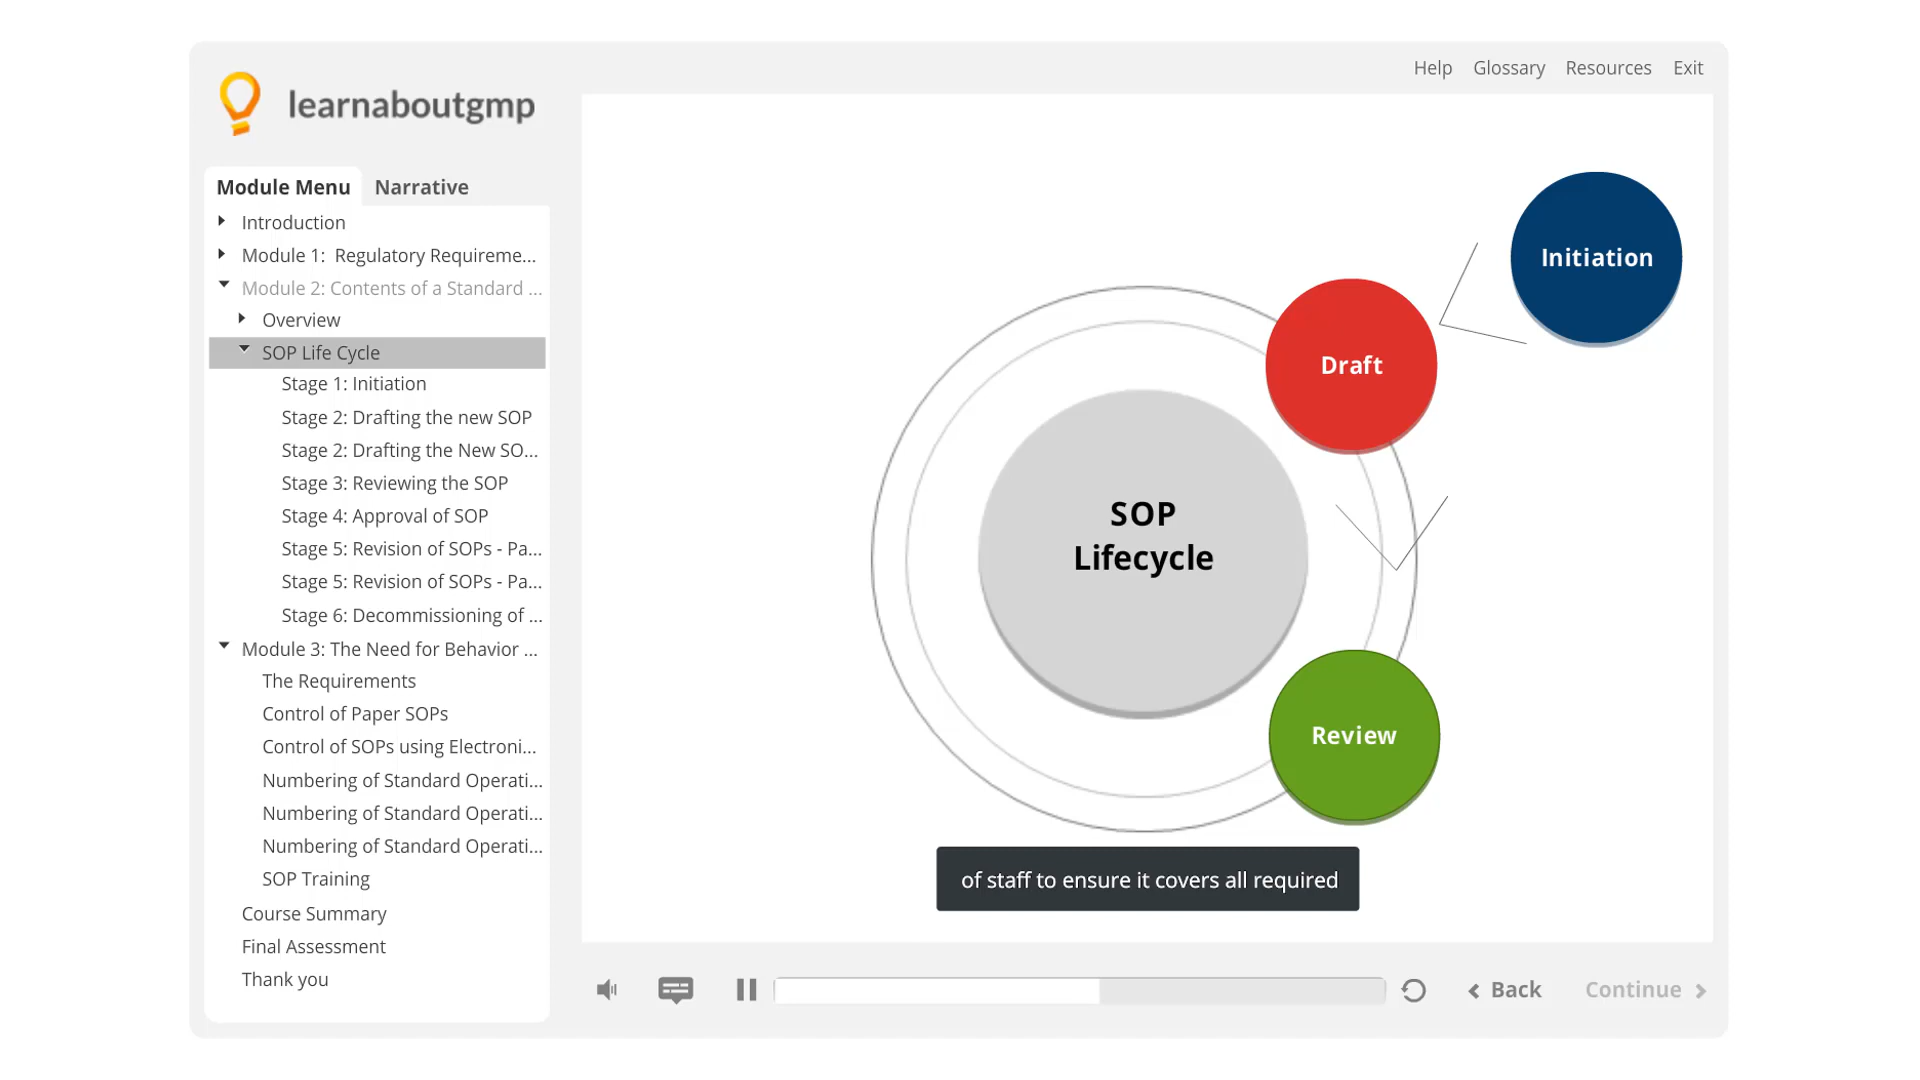 Help Glossary Resources Exit
learnaboutgmp
Module Menu Narrative
Introduction
Module 1: Regulatory Requireme...
Module 2: Contents of a Standard ...
Overview
SOP Life Cycle
Stage 1: Initiation
Stage 2: Drafting the new SOP
Stage 2: Drafting the New SO...
Stage 3: Reviewing the SOP
Stage 4: Approval of SOP
Stage 5: Revision of SOPs - Pa...
Stage 5: Revision of SOPs - Pa...
Stage 6: Decommissioning of ...
Module 3: The Need for Behavior ...
The Requirements
Control of Paper SOPs
Control of SOPs using Electroni...
Numbering of Standard Operati...
Numbering of Standard Operati...
Numbering of Standard Operati...
SOP Training
Course Summary
Final Assessment
Thank you
Initiation
Draft
SOP
Lifecycle
Review
of staff to ensure it covers all required
Back Continue